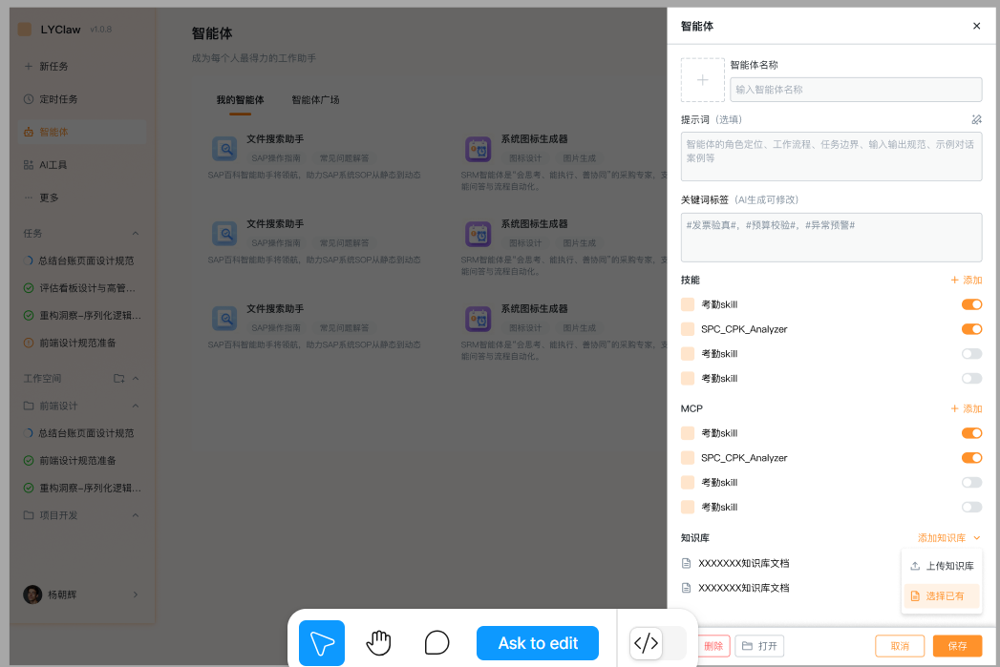 LYClaw v1.0.8
新任务
定时任务
智能体
AI工具
更多
任务
总结台账页面设计规范
评估看板设计与高管...
重构洞察-序列化逻辑...
前端设计规范准备
工作空间
前端设计
总结台账页面设计规范
前端设计规范准备
重构洞察-序列化逻辑...
项目开发
杨朝辉
智能体
成为每个人最得力的工作助手
我的智能体 智能体广场
文件搜索助手
SAP操作指南 常见问题解答
SAP百科智能助手将领航，助力SAP系统SOP从静态到动态
系统图标生成器
图标设计 图片生成
SRM智能体是“会思考、能执行、善协同”的采购专家，支
能问答与流程自动化。
文件搜索助手
SAP操作指南 常见问题解答
SAP百科智能助手将领航，助力SAP系统SOP从静态到动态
系统图标生成器
图标设计 图片生成
SRM智能体是“会思考、能执行、善协同”的采购专家，支
能问答与流程自动化。
文件搜索助手
SAP操作指南 常见问题解答
SAP百科智能助手将领航，助力SAP系统SOP从静态到动态
系统图标生成器
图标设计 图片生成
SRM智能体是“会思考、能执行、善协同”的采购专家，支
能问答与流程自动化。
智能体
智能体名称
输入智能体名称
提示词（选填）
智能体的角色定位、工作流程、任务边界、输入输出规范、示例对话
案例等
关键词标签（AI生成可修改）
#发票验真#，#预算校验#，#异常预警#
技能 添加
考勤skill
SPC_CPK_Analyzer
考勤skill
考勤skill
MCP 添加
考勤skill
SPC_CPK_Analyzer
考勤skill
考勤skill
知识库 添加知识库
XXXXXXX知识库文档
XXXXXXX知识库文档
上传知识库
选择已有
删除 打开 取消 保存
Ask to edit